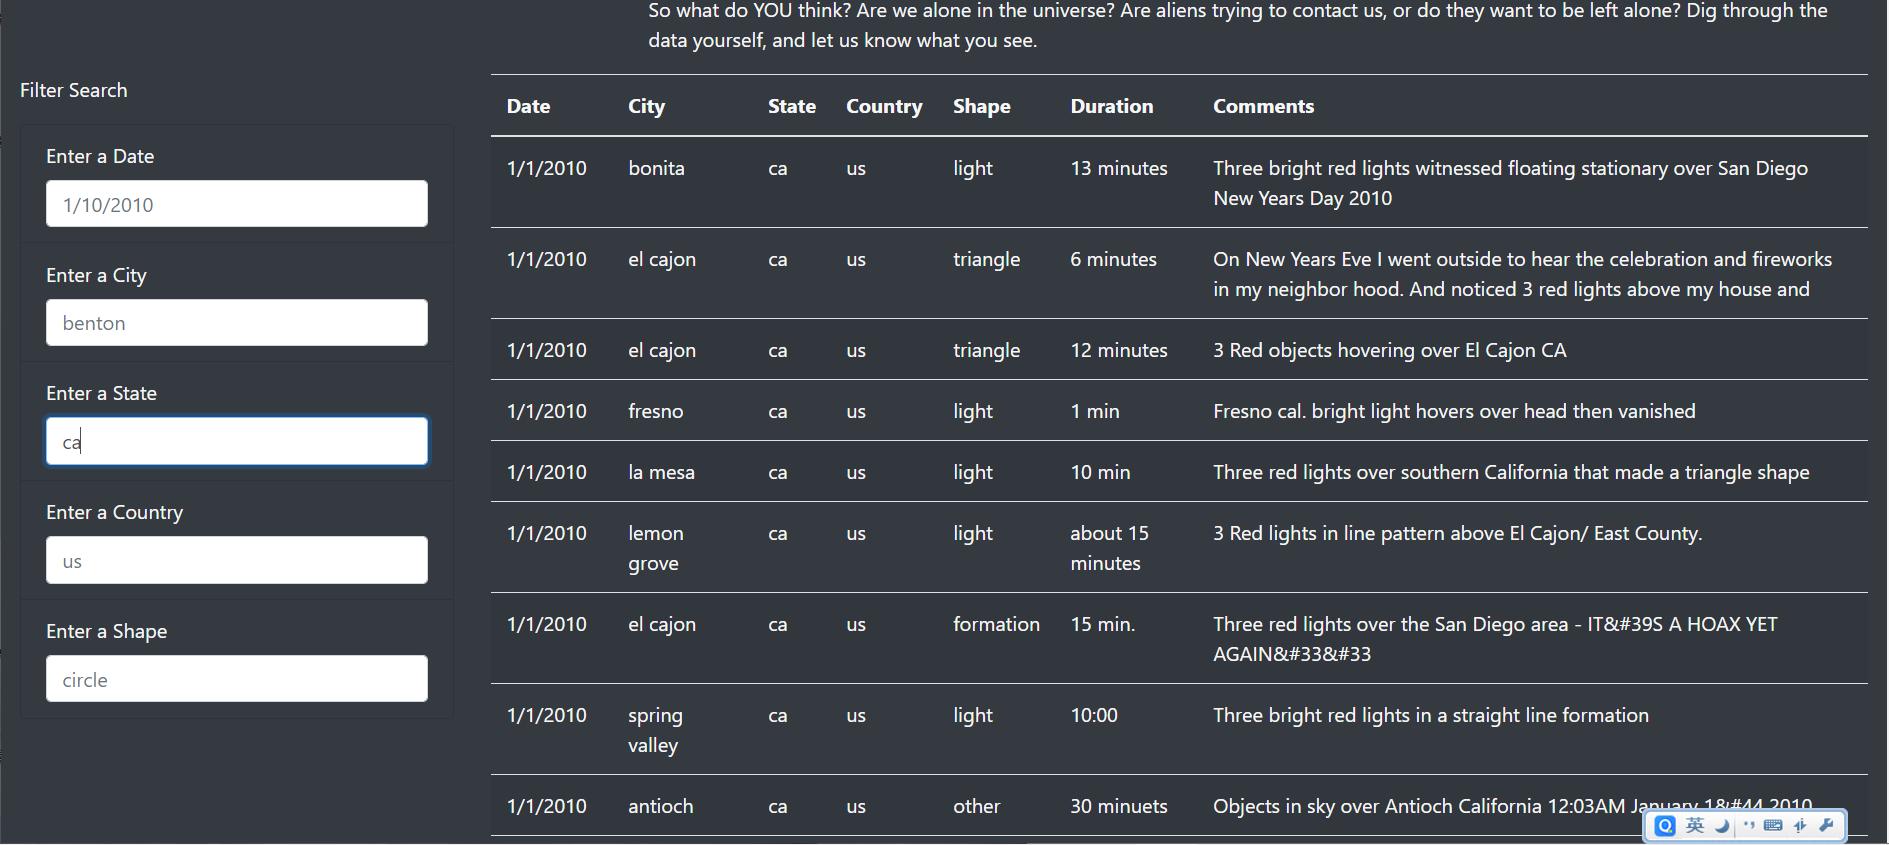 So what do YOU think? Are we alone in the universe? Are aliens trying to contact us, or do they want to be left alone? Dig through the
data yourself, and let us know what you see.
Filter Search
Enter a Date
1/10/2010
Enter a City
benton
Enter a State
ca
Enter a Country
us
Enter a Shape
circle
Date City State Country Shape Duration Comments
1/1/2010 bonita ca us light 13 minutes Three bright red lights witnessed floating stationary over San Diego
New Years Day 2010
1/1/2010 el cajon ca us triangle 6 minutes On New Years Eve I went outside to hear the celebration and fireworks
in my neighbor hood. And noticed 3 red lights above my house and
1/1/2010 el cajon ca us triangle 12 minutes 3 Red objects hovering over El Cajon CA
1/1/2010 fresno ca us light 1 min Fresno cal. bright light hovers over head then vanished
1/1/2010 la mesa ca us light 10 min Three red lights over southern California that made a triangle shape
1/1/2010 lemon ca us light about 15 3 Red lights in line pattern above El Cajon/ East County.
grove minutes
1/1/2010 el cajon ca us formation 15 min. Three red lights over the San Diego area - IT&#39S A HOAX YET
AGAIN&#33&#33
1/1/2010 spring ca us light 10:00 Three bright red lights in a straight line formation
valley
1/1/2010 antioch ca us other 30 minuets Objects in sky over Antioch California 12:03AM January 1&#44 2010
英